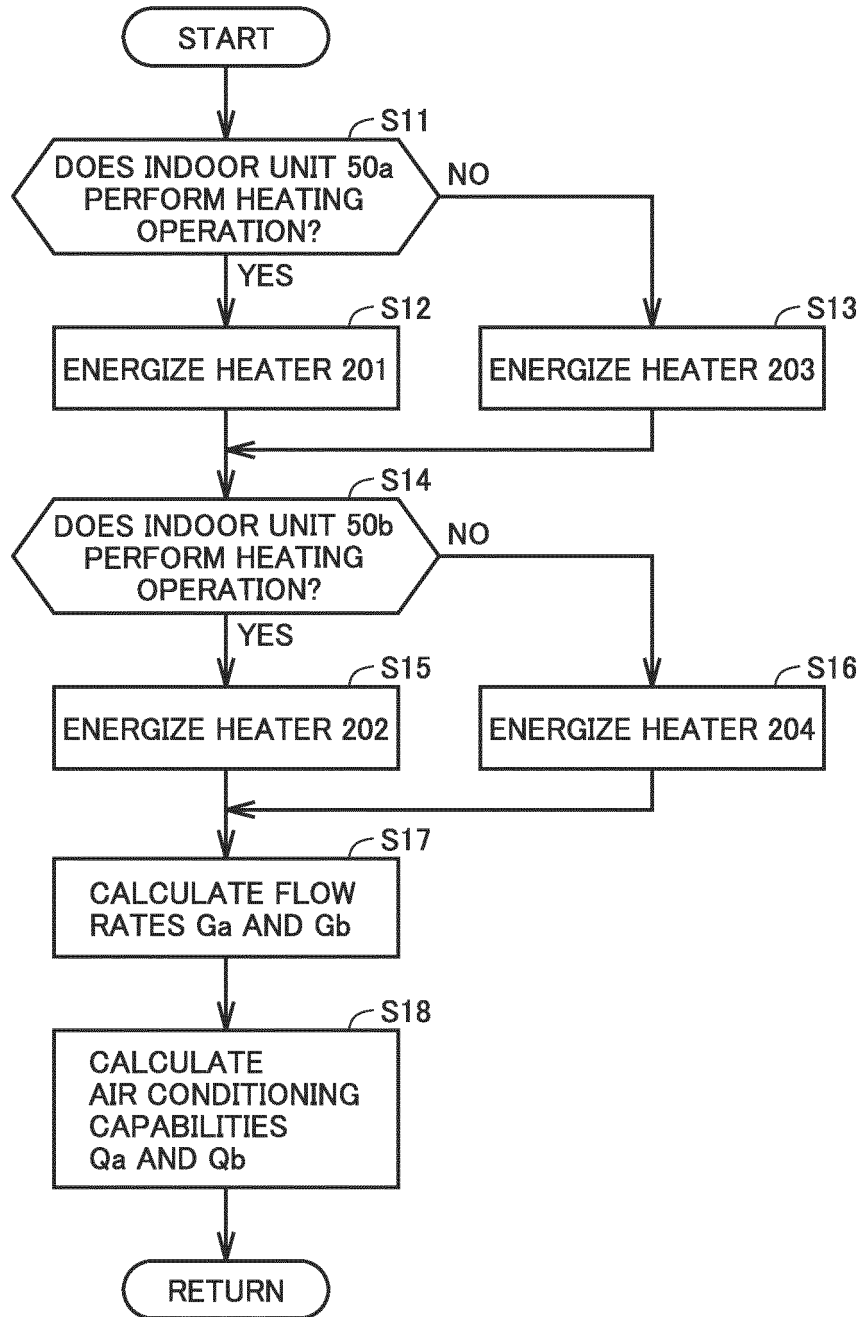 START
S11
DOES INDOOR UNIT 50a
PERFORM HEATING
OPERATION?
NO
YES
S12
ENERGIZE HEATER 201
S13
ENERGIZE HEATER 203
S14
DOES INDOOR UNIT 50b
PERFORM HEATING
OPERATION?
NO
YES
S15
ENERGIZE HEATER 202
S16
ENERGIZE HEATER 204
S17
CALCULATE FLOW
RATES Ga AND Gb
S18
CALCULATE
AIR CONDITIONING
CAPABILITIES
Qa AND Qb
RETURN